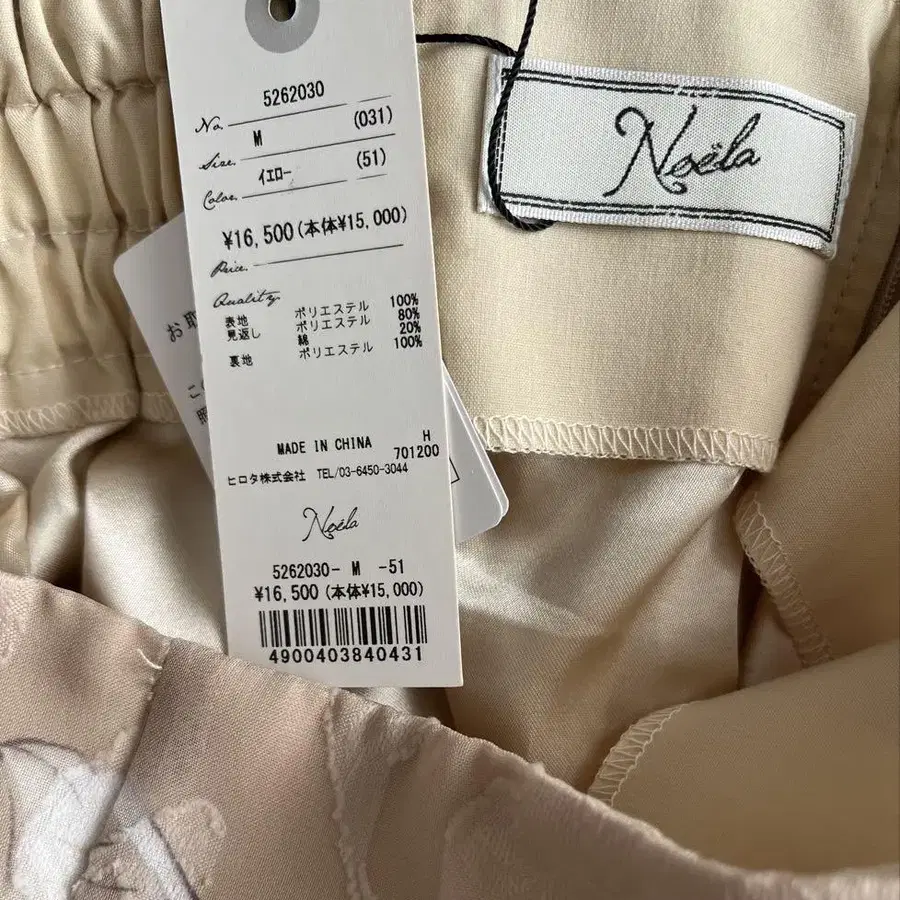 5262030
No.
M (031)
Size.
イエロー (51)
Color.
¥16,500(本体¥15,000)
Price.
Quality.
表地 ポリエステル 100%
見返し ポリエステル 80%
綿 20%
裏地 ポリエステル 100%
MADE IN CHINA H
701200
ヒロタ株式会社 TEL/03-6450-3044
Noëla
5262030- M -51
¥16,500(本体¥15,000)
4900403840431
Noëla
お取